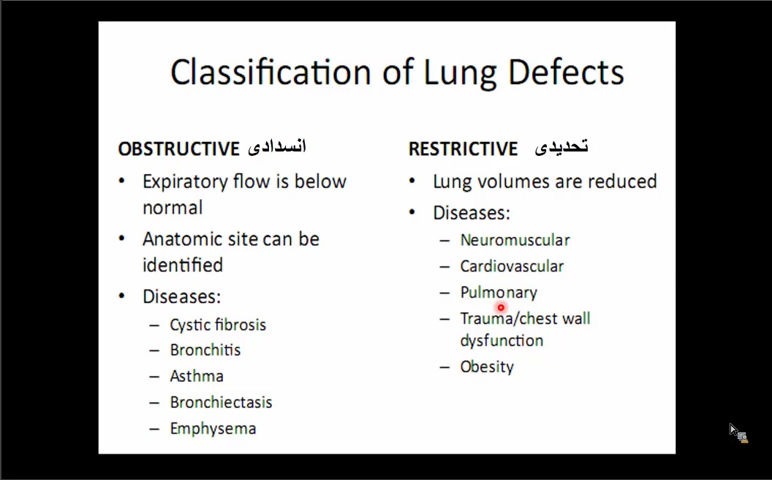 Classification of Lung Defects
OBSTRUCTIVE انسدادی
• Expiratory flow is below
normal
• Anatomic site can be
identified
• Diseases:
– Cystic fibrosis
– Bronchitis
– Asthma
– Bronchiectasis
– Emphysema
RESTRICTIVE تحدیدی
• Lung volumes are reduced
• Diseases:
– Neuromuscular
– Cardiovascular
– Pulmonary
– Trauma/chest wall
dysfunction
– Obesity